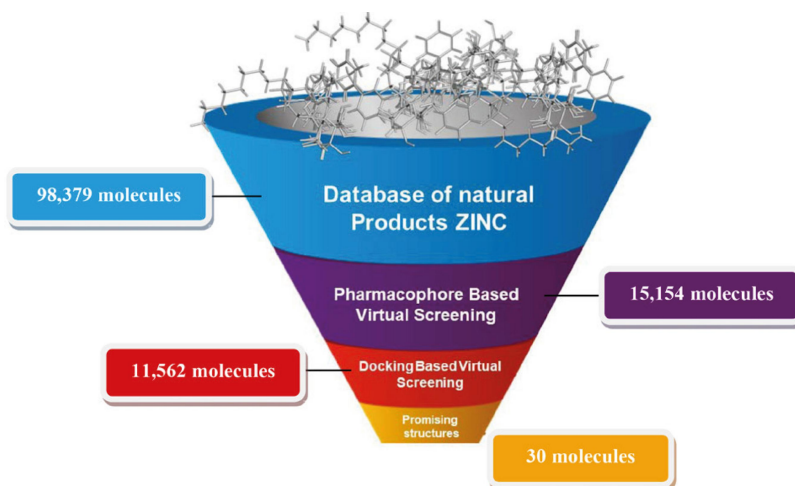 Database of natural
Products ZINC
98,379 molecules
Pharmacophore Based
Virtual Screening
15,154 molecules
Docking Based Virtual
Screening
11,562 molecules
Promising
structures
30 molecules